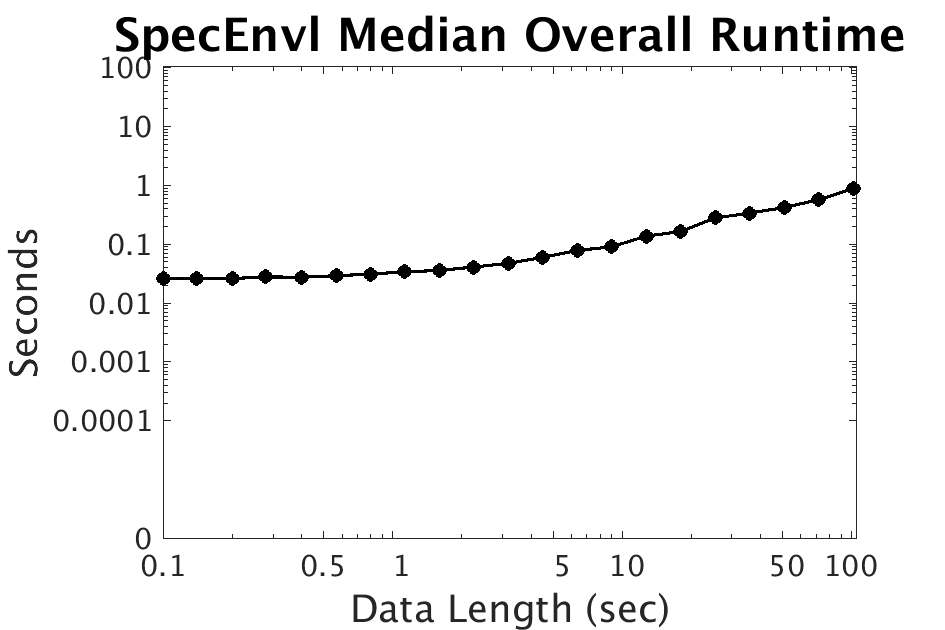 SpecEnvl Median Overall Runtime
100
10
1
0.1
0.01
0.001
0.0001
0
Seconds
0.1 0.5 1 5 10 50 100
Data Length (sec)